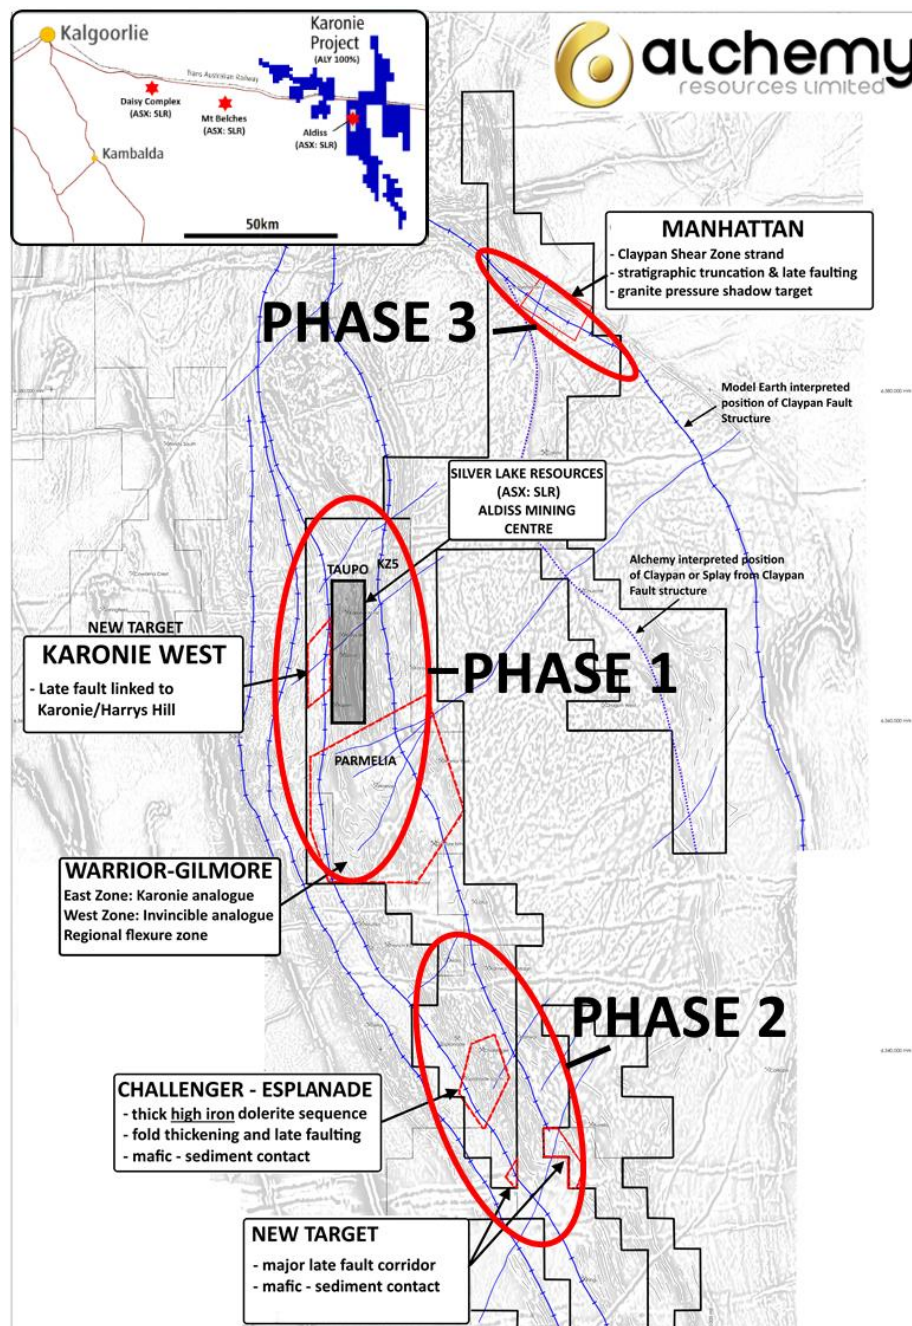 Kalgoorlie
Karonie
Project
(ALY 100%)
Trans Australian Railway
Daisy Complex
(ASX: SLR)
Mt Belches
(ASX: SLR)
Aldiss
(ASX: SLR)
Kambalda
50km
alchemy
resources limited
MANHATTAN
- Claypan Shear Zone strand
- stratigraphic truncation & late faulting
- granite pressure shadow target
PHASE 3
Model Earth interpreted
position of Claypan Fault
Structure
SILVER LAKE RESOURCES
(ASX: SLR)
ALDISS MINING
CENTRE
TAUPO
KZ5
Alchemy interpreted position
of Claypan or Splay from Claypan
Fault structure
NEW TARGET
KARONIE WEST
- Late fault linked to
Karonie/Harrys Hill
PHASE 1
PARMELIA
WARRIOR-GILMORE
East Zone: Karonie analogue
West Zone: Invincible analogue
Regional flexure zone
PHASE 2
CHALLENGER - ESPLANADE
- thick high iron dolerite sequence
- fold thickening and late faulting
- mafic - sediment contact
NEW TARGET
- major late fault corridor
- mafic - sediment contact